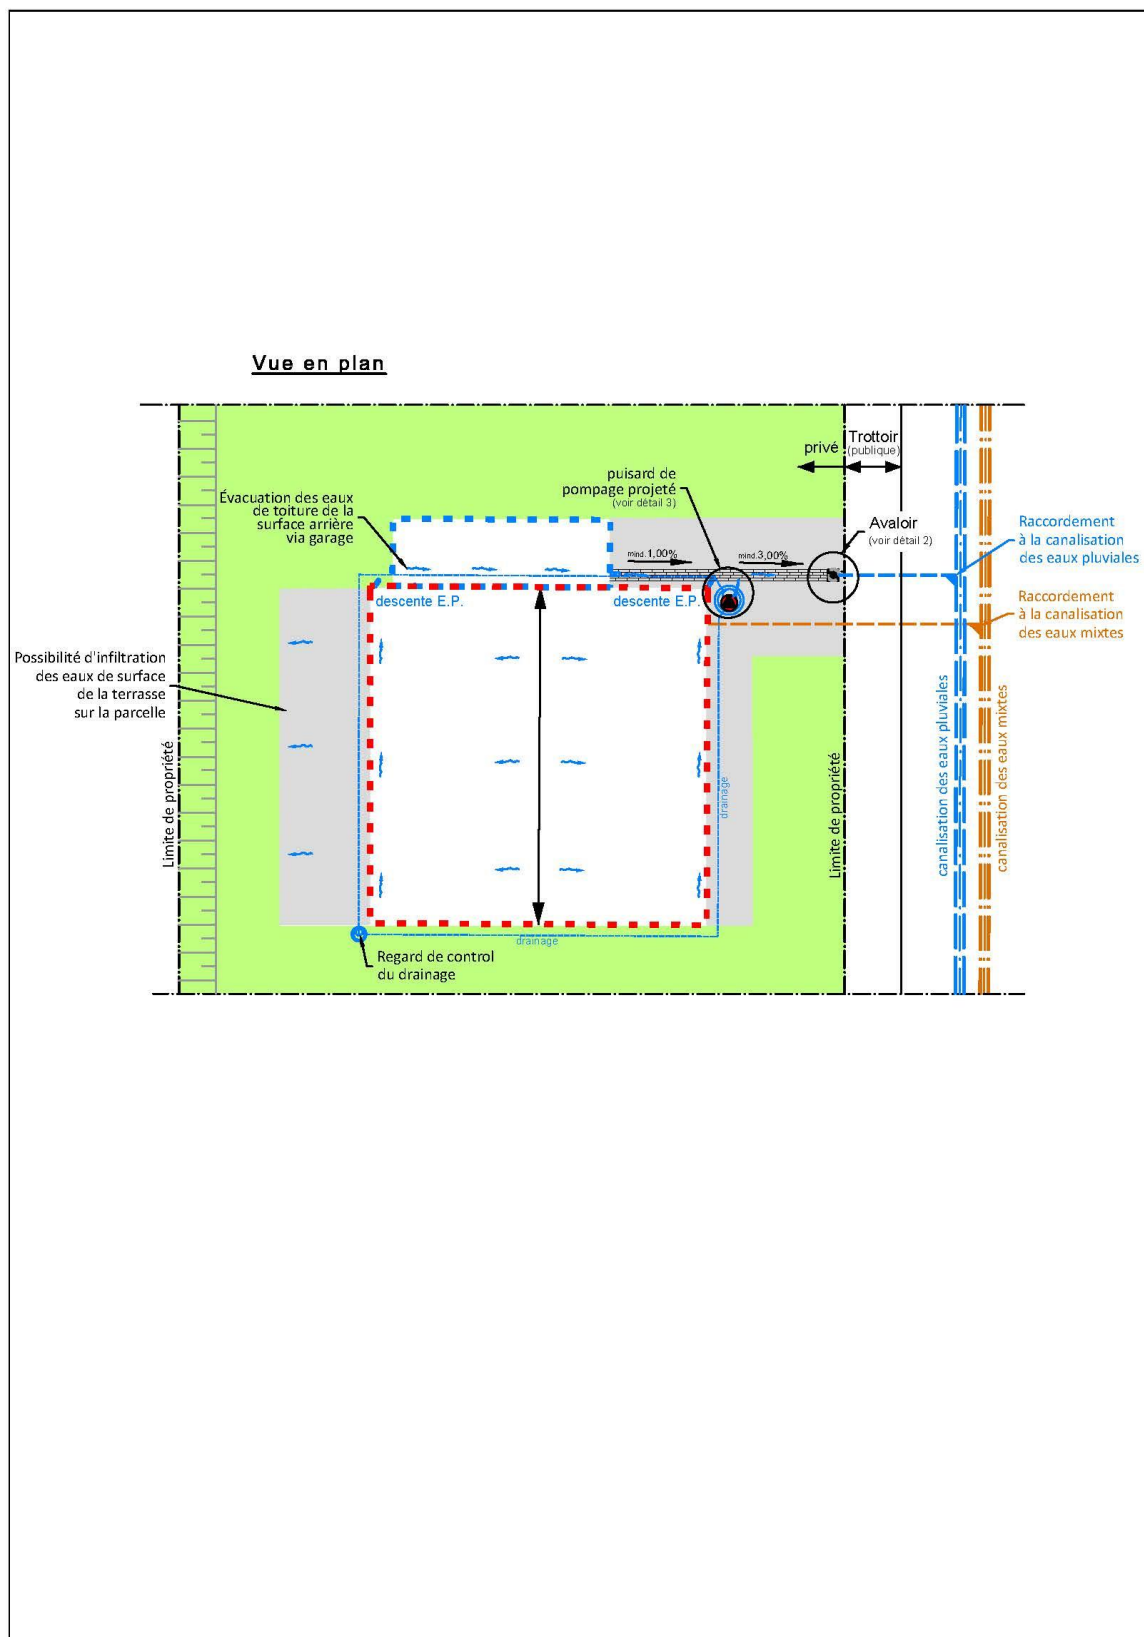 Vue en plan
privé
Trottoir
(publique)
puisard de
pompage projeté
(voir détail 3)
Évacuation des eaux
de toiture de la
surface arrière
via garage
Avaloir
(voir détail 2)
Raccordement
à la canalisation
des eaux pluviales
mind.1,00%
mind.3,00%
descente E.P.
descente E.P.
Raccordement
à la canalisation
des eaux mixtes
Possibilité d'infiltration
des eaux de surface
de la terrasse
sur la parcelle
Limite de propriété
drainage
Limite de propriété
canalisation des eaux pluviales
canalisation des eaux mixtes
drainage
Regard de control
du drainage